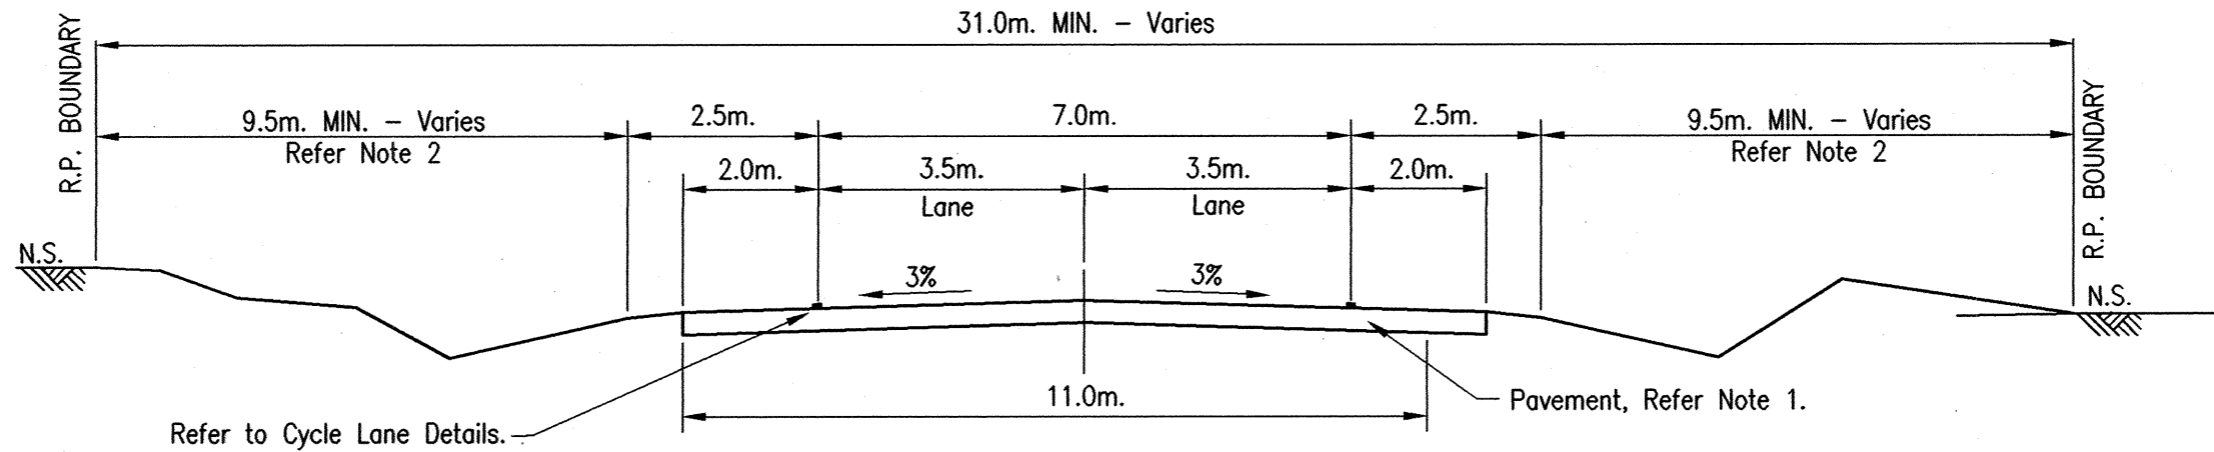 31.0m. MIN. – Varies
R.P. BOUNDARY
9.5m. MIN. – Varies
Refer Note 2
2.5m.
7.0m.
2.5m.
9.5m. MIN. – Varies
Refer Note 2
R.P. BOUNDARY
2.0m.
3.5m.
Lane
3.5m.
Lane
2.0m.
N.S.
3%
3%
N.S.
11.0m.
Pavement, Refer Note 1.
Refer to Cycle Lane Details.